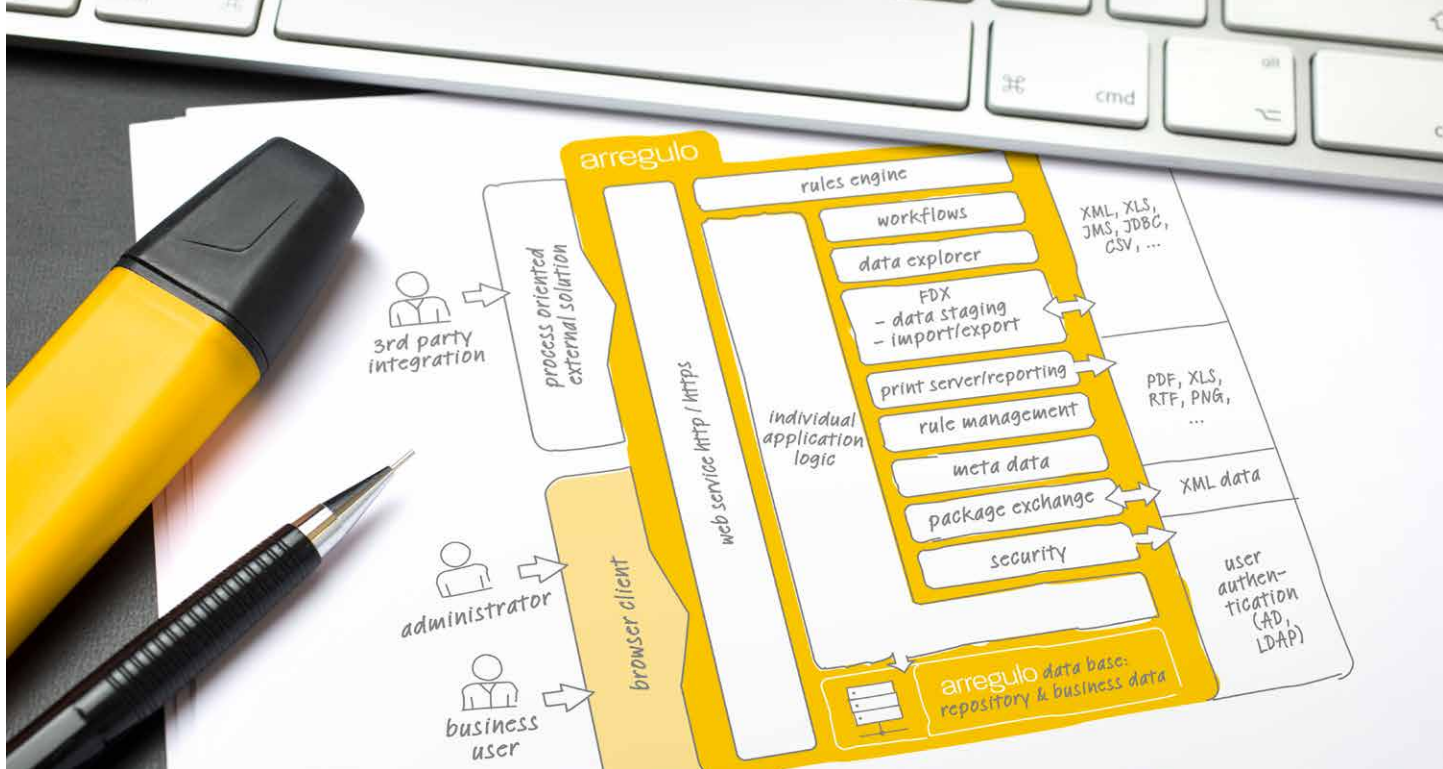 cmd
alt
arregulo
rules engine
workflows
data explorer
FDX
– data staging
– import/export
print server/reporting
rule management
meta data
package exchange
security
individual
application
logic
web service http / https
process oriented
external solution
3rd party
integration
browser client
administrator
business
user
XML, XLS,
JMS, JDBC,
CSV, ...
PDF, XLS,
RTF, PNG,
...
XML data
user
authen-
tication
(AD,
LDAP)
arregulo data base:
repository & business data